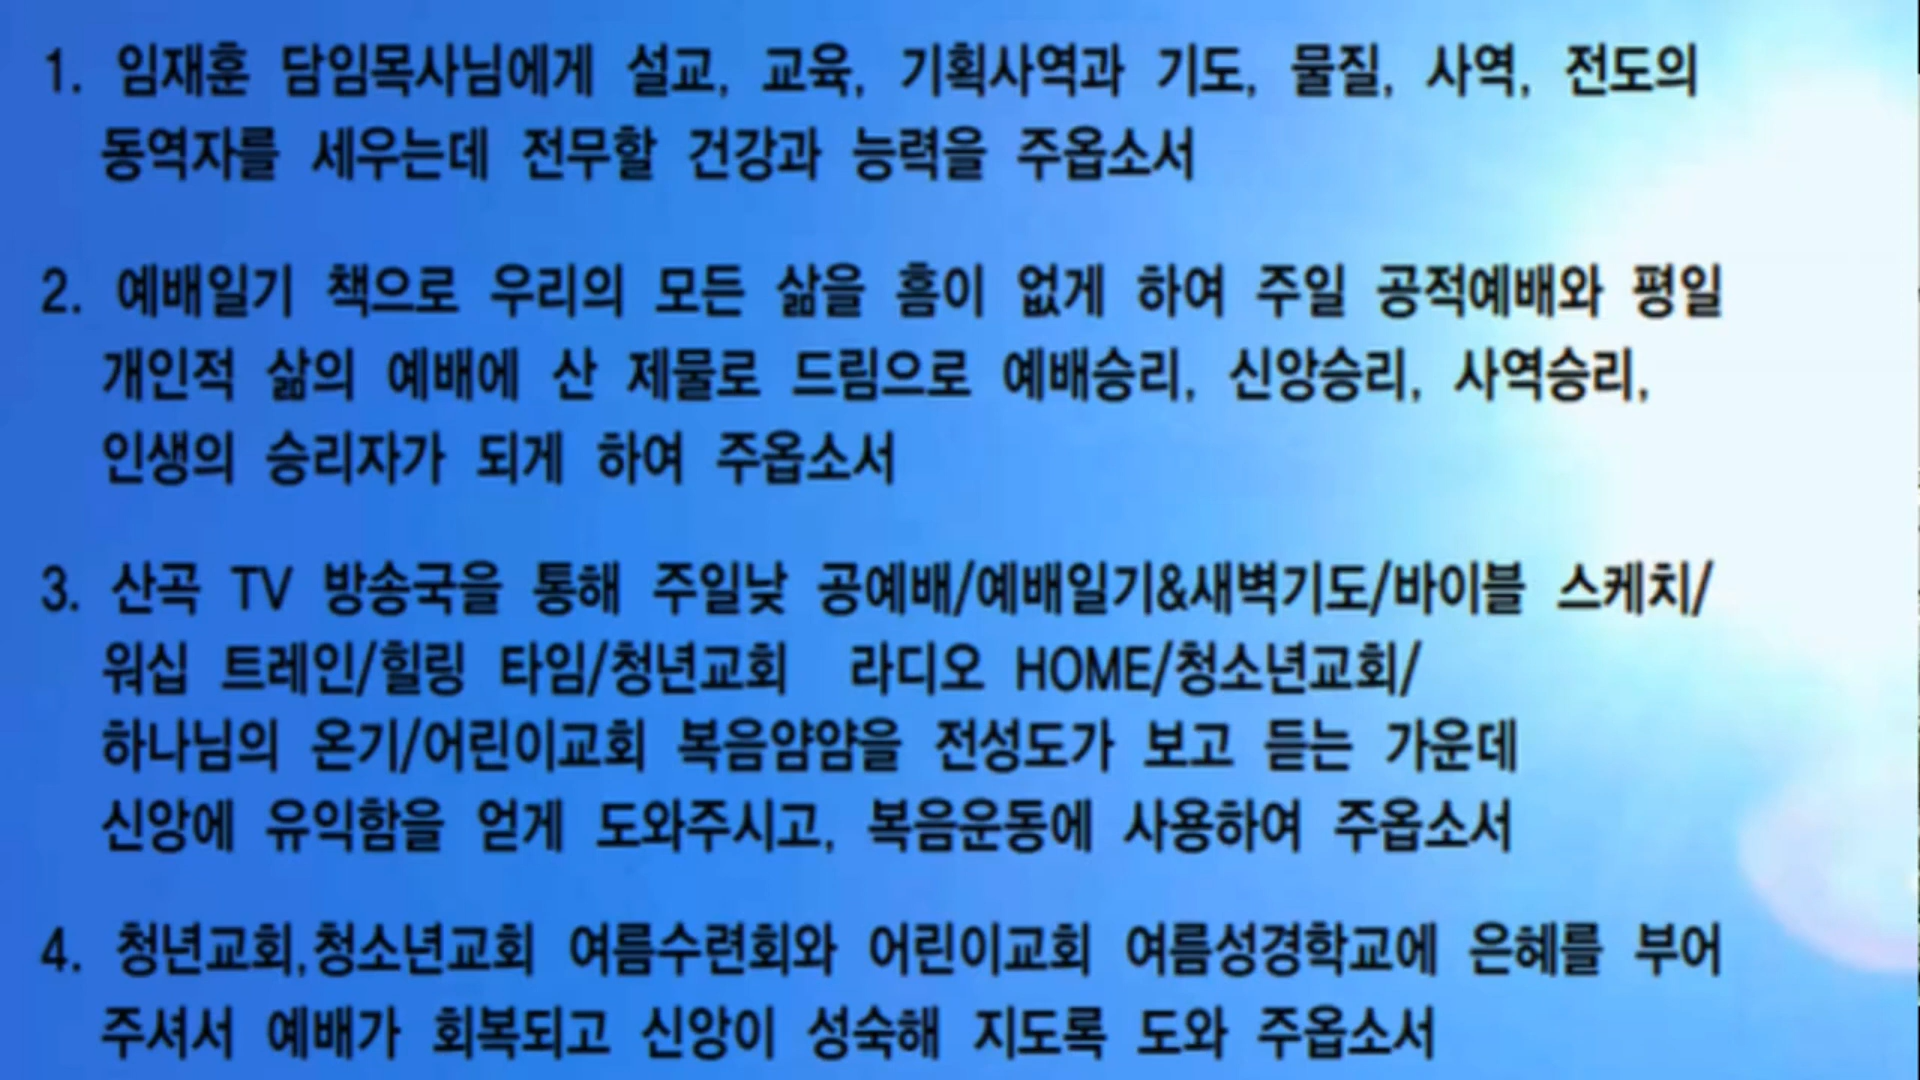 1. 임재훈 담임목사님에게 설교, 교육, 기획사역과 기도, 물질, 사역, 전도의
동역자를 세우는데 전무할 건강과 능력을 주옵소서
2. 예배일기 책으로 우리의 모든 삶을 흠이 없게 하여 주일 공적예배와 평일
개인적 삶의 예배에 산 제물로 드림으로 예배승리, 신앙승리, 사역승리,
인생의 승리자가 되게 하여 주옵소서
3. 산곡 TV 방송국을 통해 주일낮 공예배/예배일기&새벽기도/바이블 스케치/
워십 트레인/힐링 타임/청년교회 라디오 HOME/청소년교회/
하나님의 온기/어린이교회 복음얌얌을 전성도가 보고 듣는 가운데
신앙에 유익함을 얻게 도와주시고, 복음운동에 사용하여 주옵소서
4. 청년교회,청소년교회 여름수련회와 어린이교회 여름성경학교에 은혜를 부어
주셔서 예배가 회복되고 신앙이 성숙해 지도록 도와 주옵소서